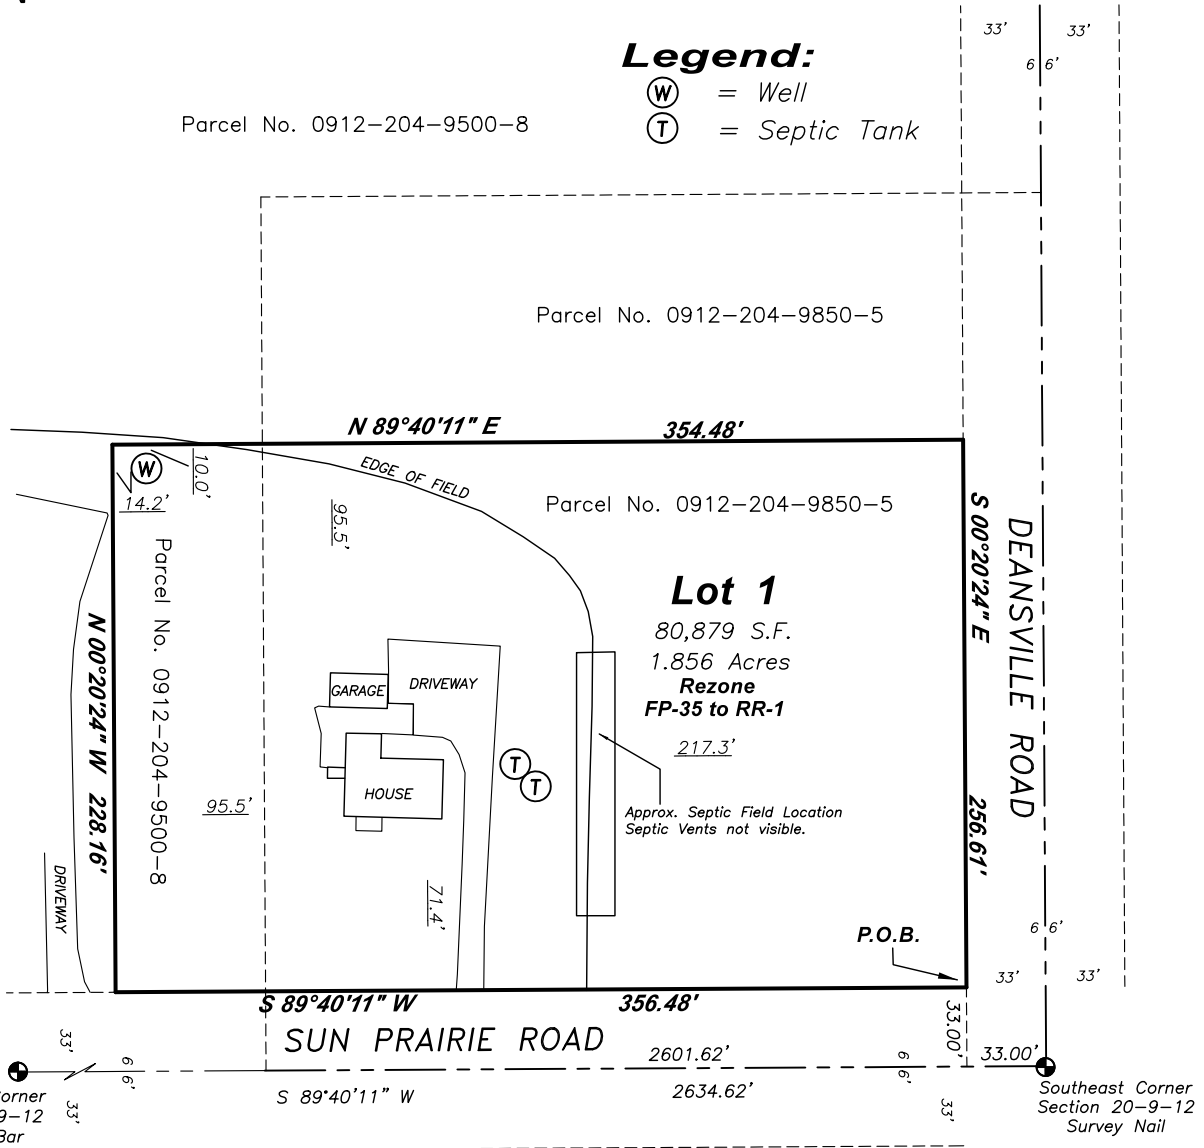 33'
33'
6 6'
Legend:
W = Well
T = Septic Tank
Parcel No. 0912-204-9500-8
Parcel No. 0912-204-9850-5
N 89°40'11" E 354.48'
W
10.0'
14.2'
EDGE OF FIELD
95.5'
Parcel No. 0912-204-9850-5
S 00°20'24" E
256.61'
DEANSVILLE ROAD
Parcel No. 0912-204-9500-8
N 00°20'24" W 228.16'
Lot 1
80,879 S.F.
1.856 Acres
Rezone
FP-35 to RR-1
217.3'
GARAGE
DRIVEWAY
HOUSE
T
T
95.5'
71.4'
Approx. Septic Field Location
Septic Vents not visible.
DRIVEWAY
P.O.B.
6 6'
33'
33'
S 89°40'11" W 356.48'
SUN PRAIRIE ROAD
33.00'
33.00'
33'
6 6'
33'
2601.62'
S 89°40'11" W 2634.62'
6 6'
33'
Southeast Corner
Section 20-9-12
Survey Nail
orner
9-12
Bar